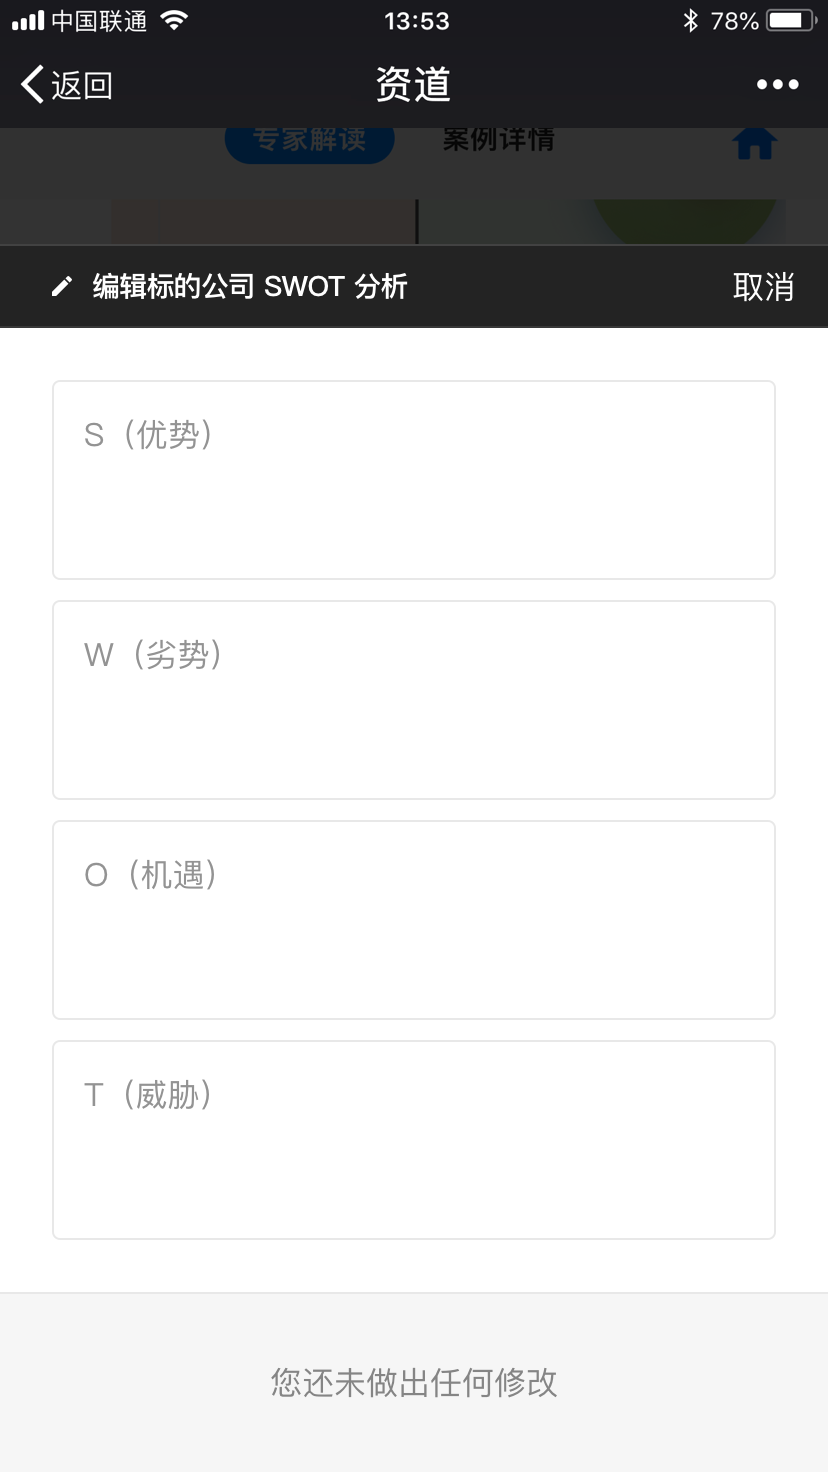 中国联通
13:53
78%
返回
资道
专家解读
案例详情
编辑标的公司 SWOT 分析
取消
S（优势）
W（劣势）
O（机遇）
T（威胁）
您还未做出任何修改